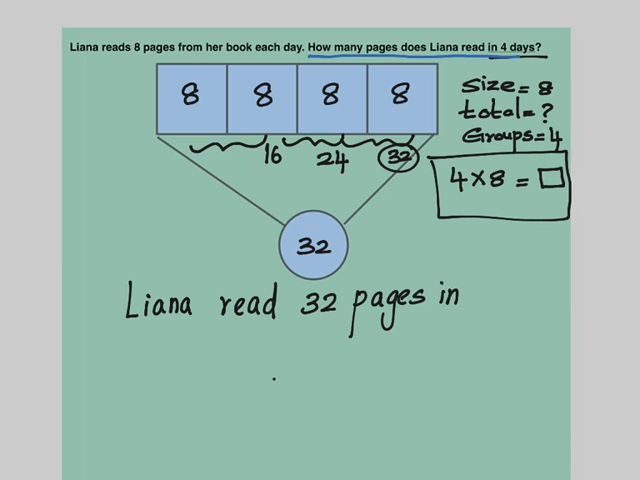 Liana reads 8 pages from her book each day. How many pages does Liana read in 4 days?
8 8 8 8
Size = 8
total = ?
Groups = 4
16 24 32
4 × 8 = □
32
Liana read 32 pages in